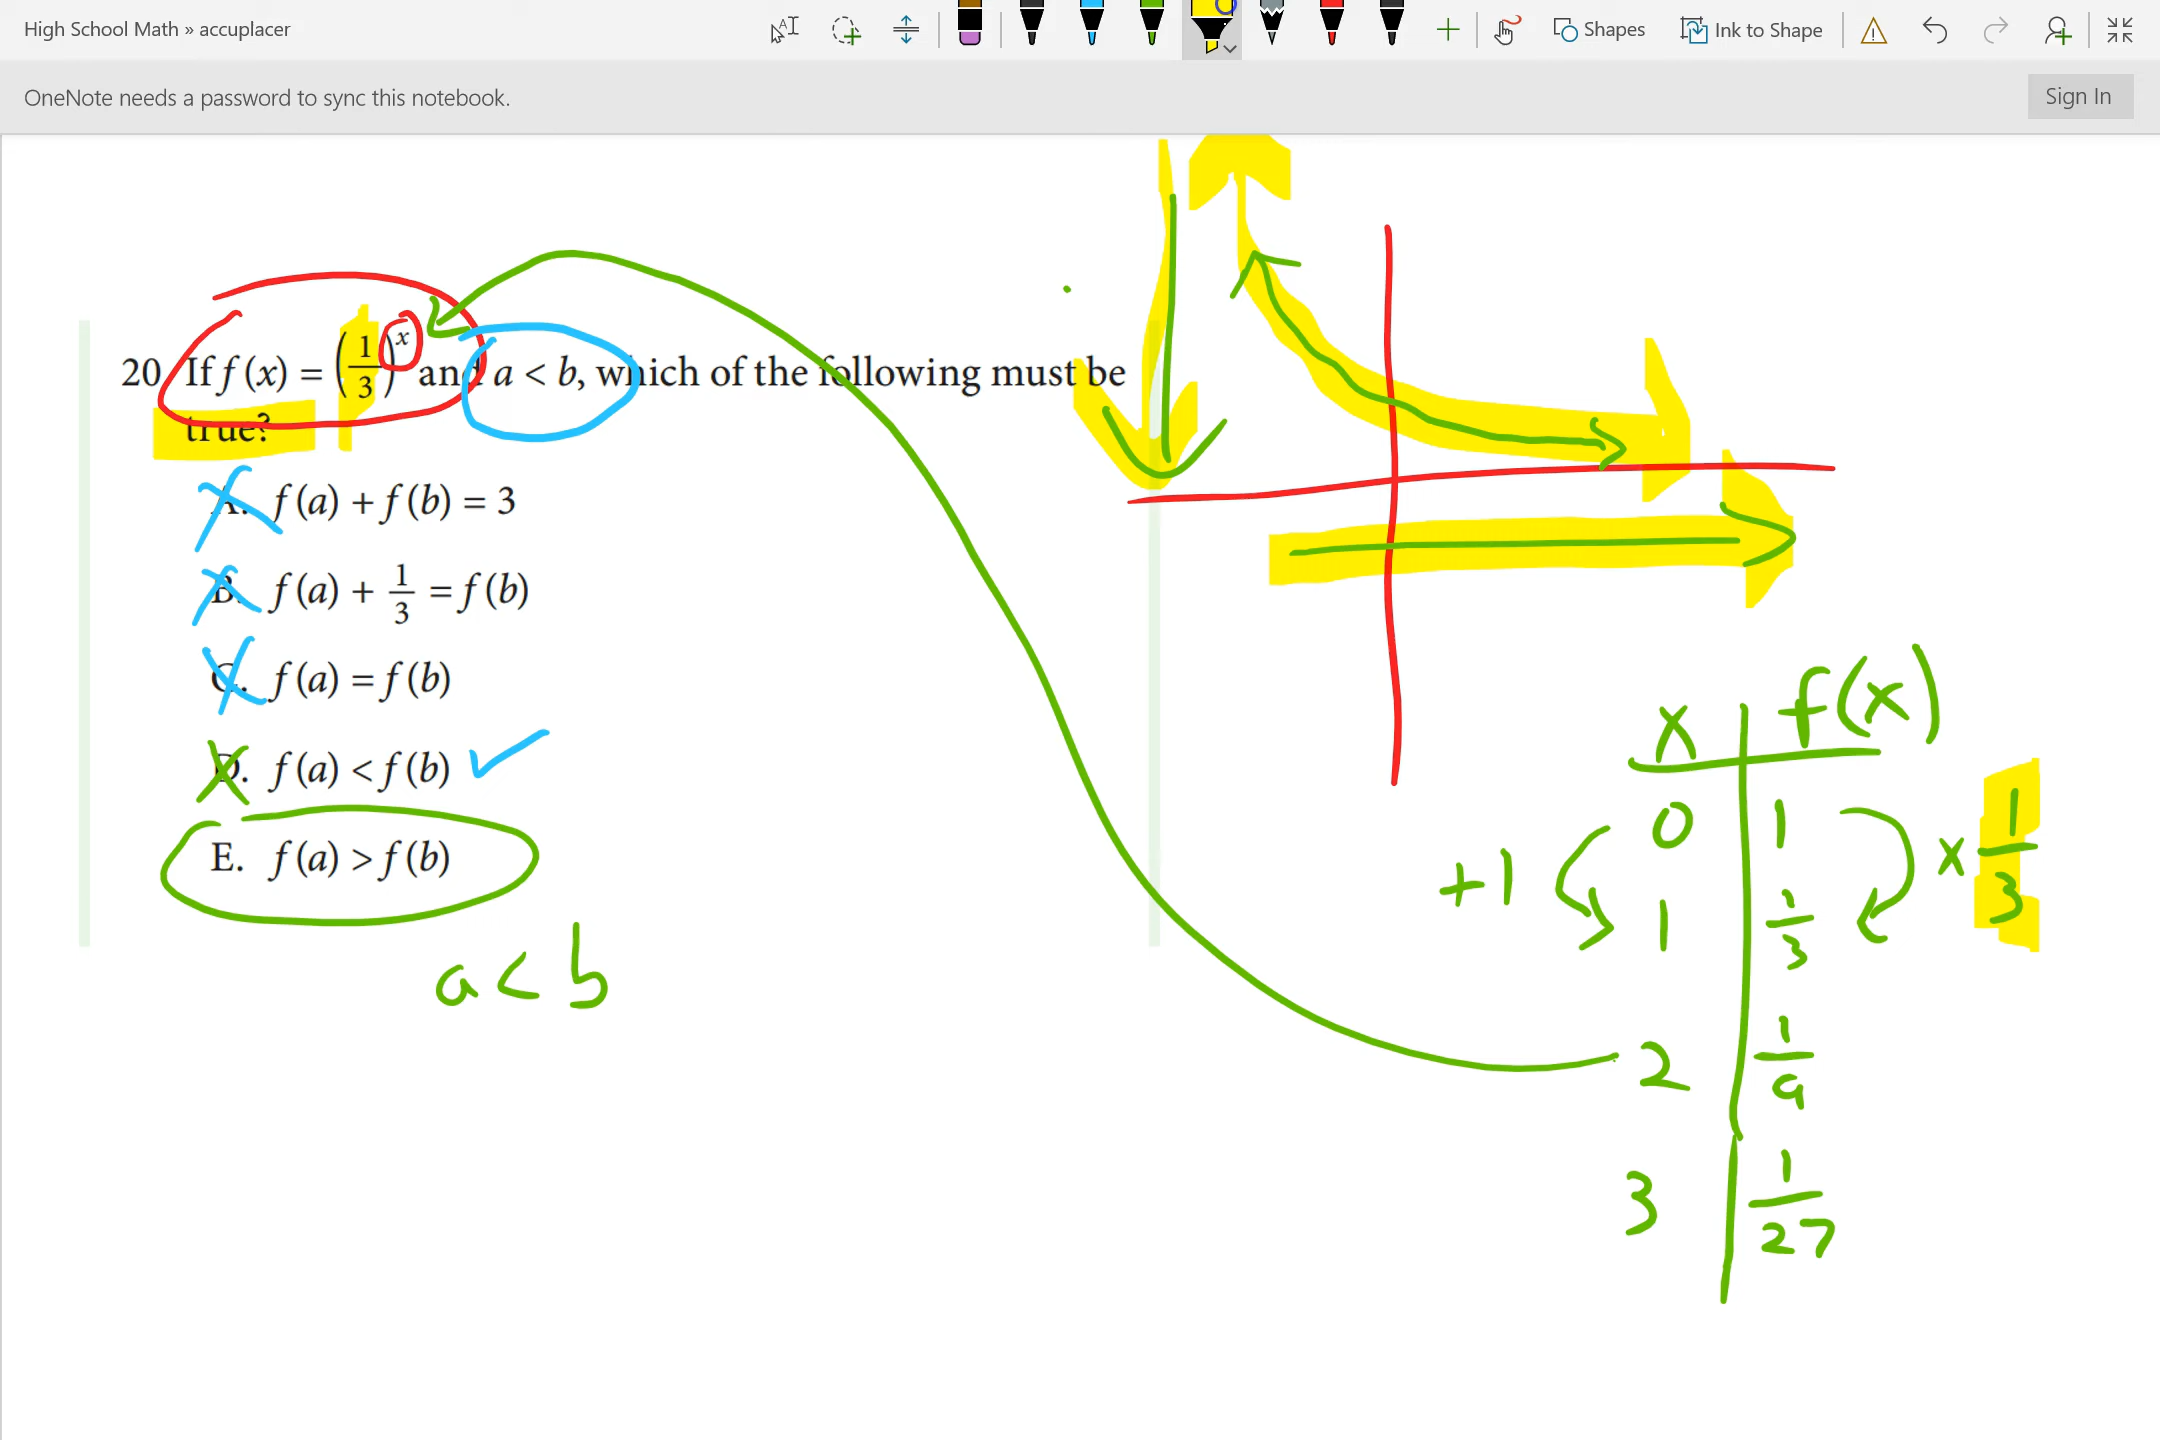 High School Math » accuplacer
Shapes
Ink to Shape
OneNote needs a password to sync this notebook.
Sign In
20. If f (x) = (1/3)^x and a < b, which of the following must be
true?
A. f (a) + f (b) = 3
B. f (a) + 1/3 = f (b)
C. f (a) = f (b)
D. f (a) < f (b) ✓
E. f (a) > f (b)
a < b
x f(x)
0 1
+1 × 1/3
1 1/3
2 1/9
3 1/27